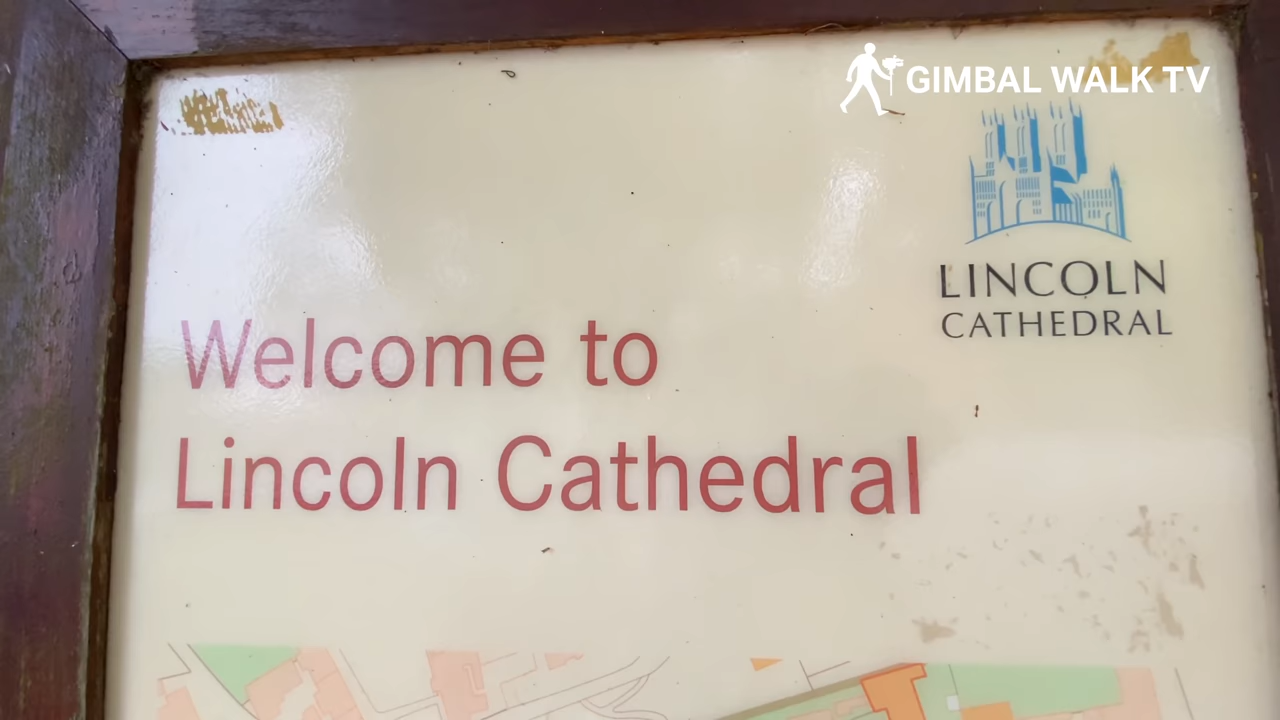 GIMBAL WALK TV
LINCOLN
CATHEDRAL
Welcome to
Lincoln Cathedral